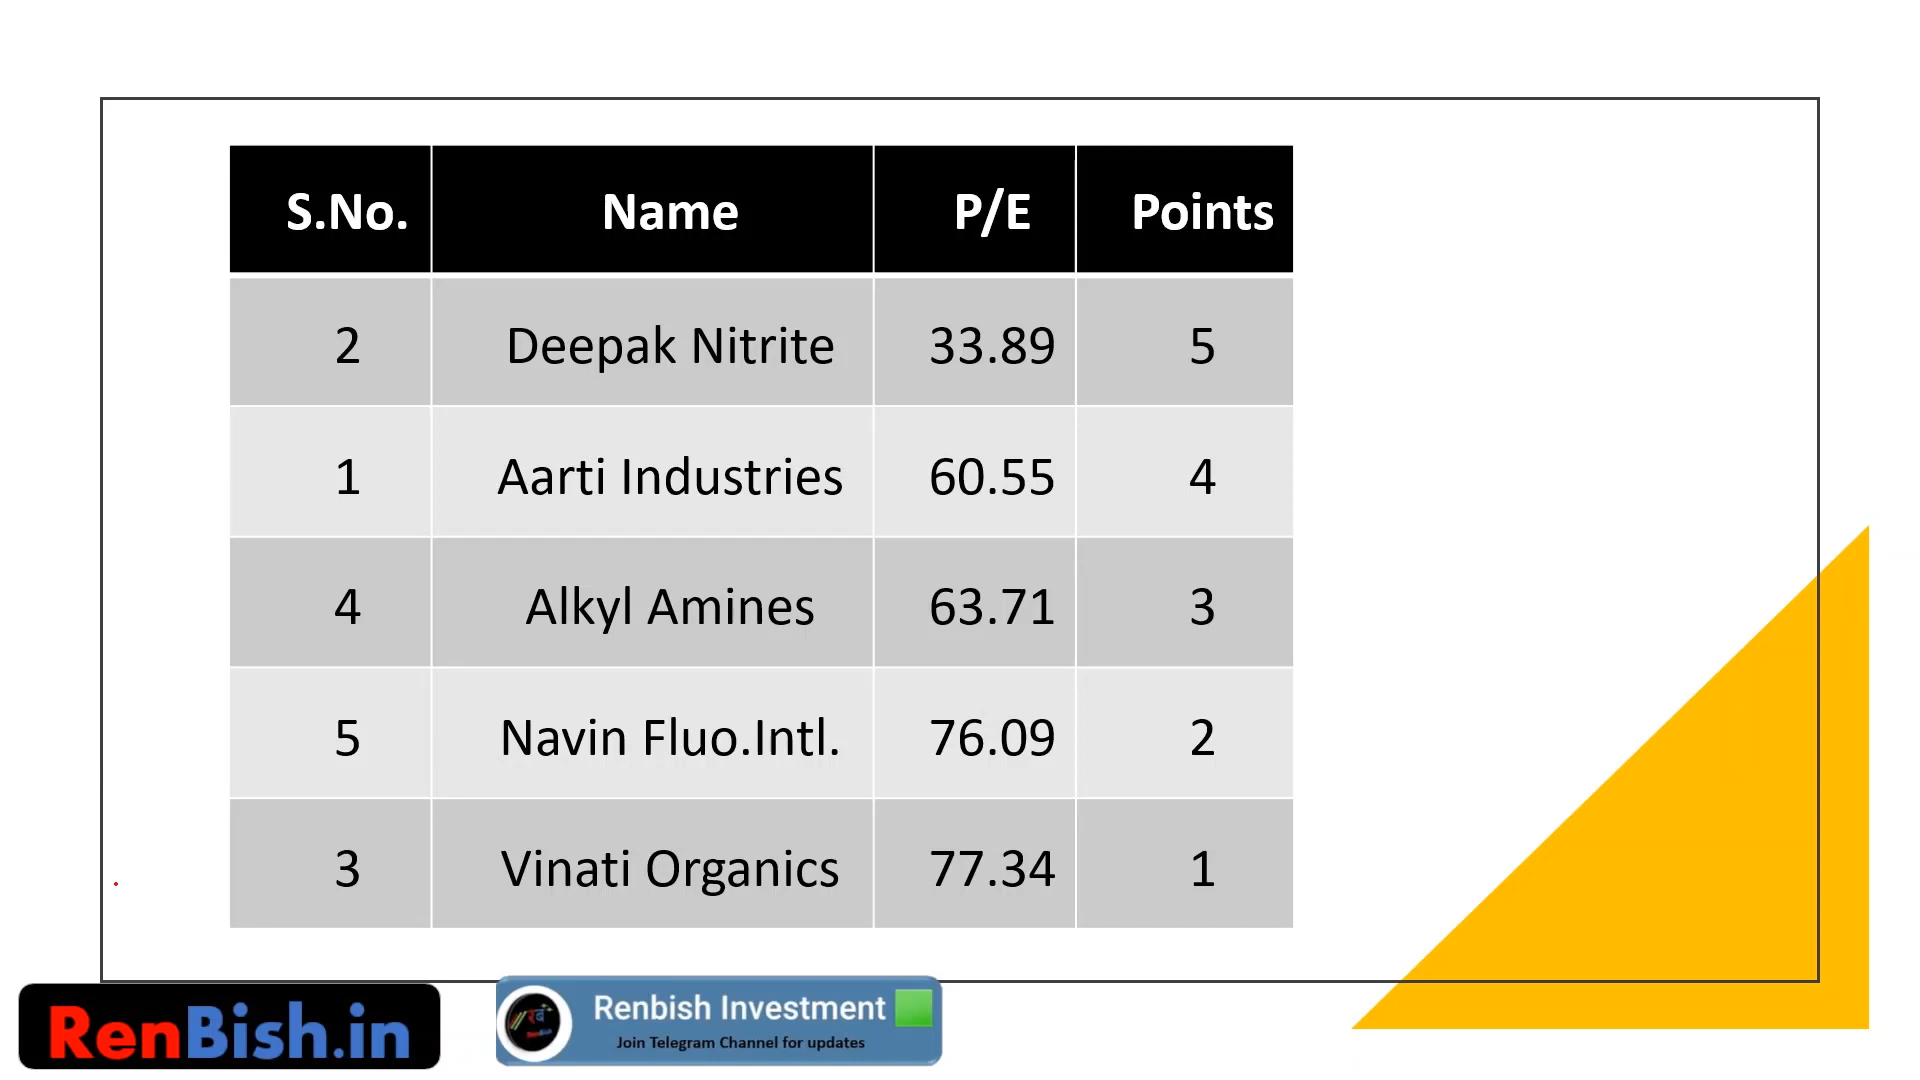 S.No. Name P/E Points
2 Deepak Nitrite 33.89 5
1 Aarti Industries 60.55 4
4 Alkyl Amines 63.71 3
5 Navin Fluo.Intl. 76.09 2
3 Vinati Organics 77.34 1
RenBish.in
Renbish Investment
Join Telegram Channel for updates